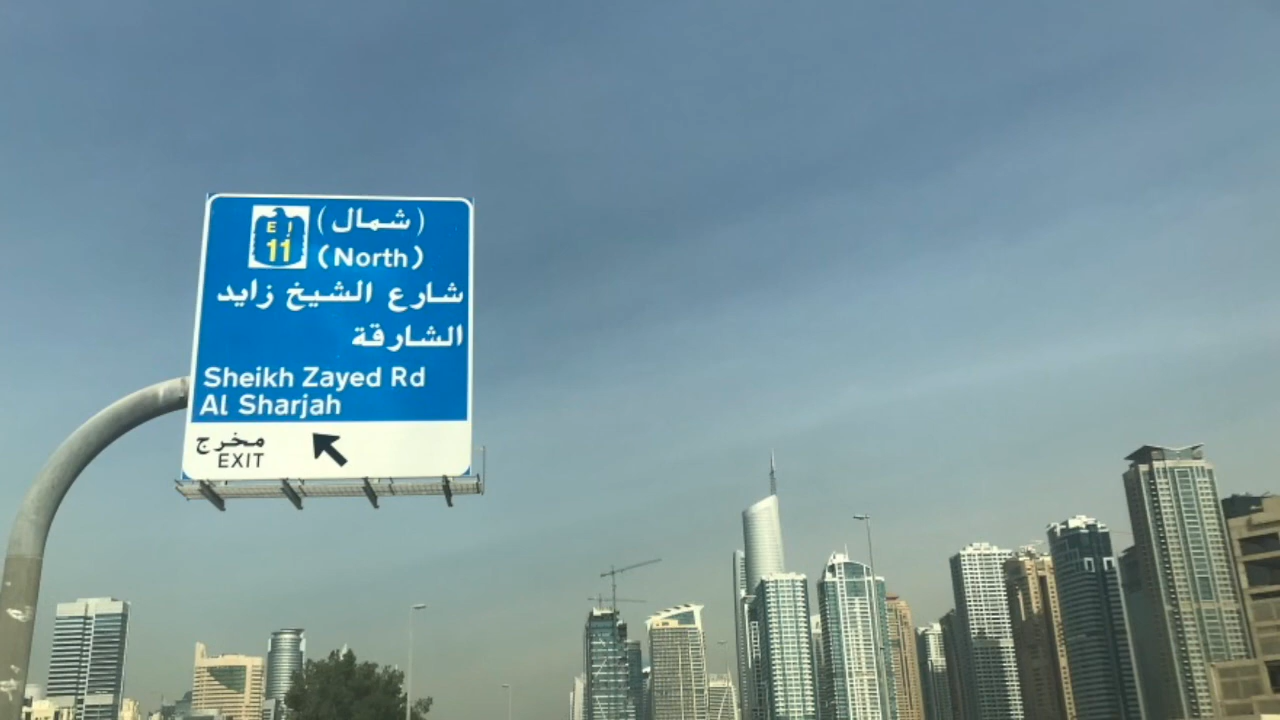 (شمال)
E 11
(North)
شارع الشيخ زايد
الشارقة
Sheikh Zayed Rd
Al Sharjah
مخرج
EXIT